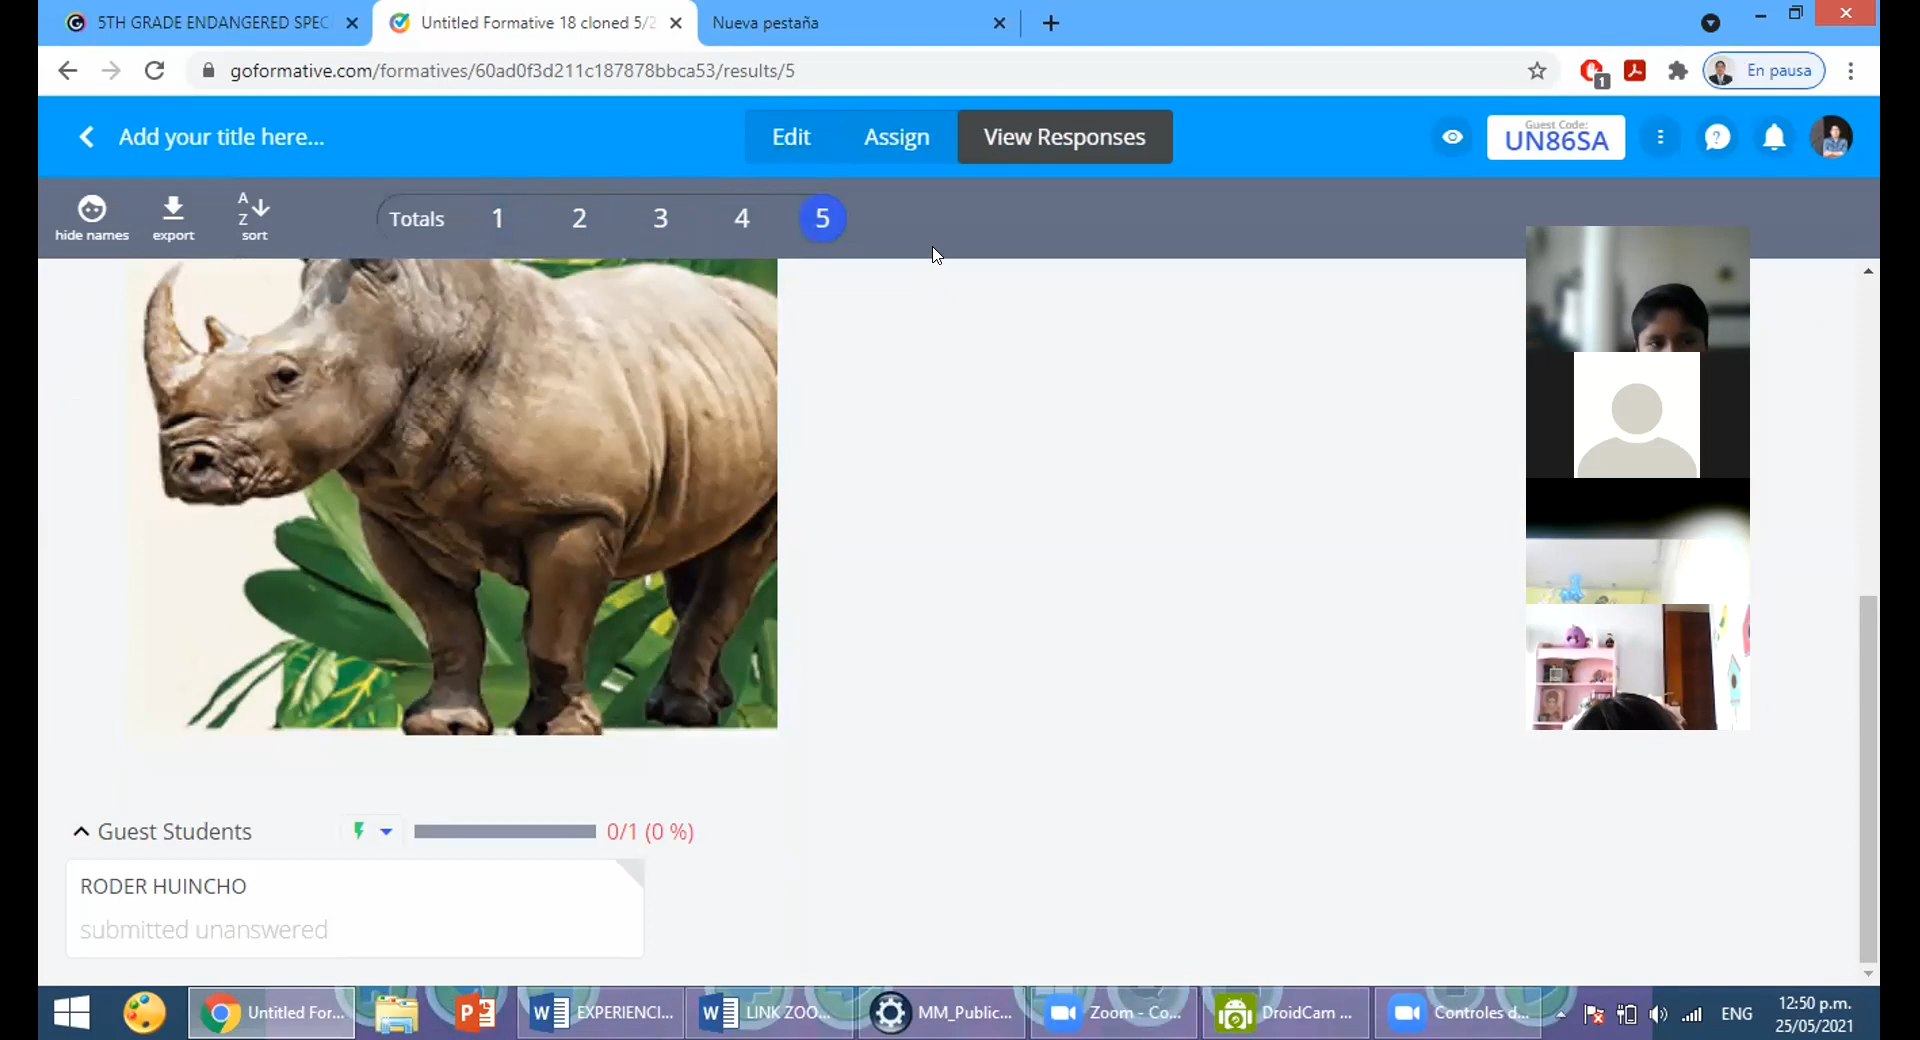 5TH GRADE ENDANGERED SPEC
Untitled Formative 18 cloned 5/2
Nueva pestaña
goformative.com/formatives/60ad0f3d211c187878bbca53/results/5
1
En pausa
Add your title here...
Edit
Assign
View Responses
Guest Code:
UN86SA
hide names
export
A
Z
sort
Totals
1
2
3
4
5
Guest Students
0/1 (0 %)
RODER HUINCHO
submitted unanswered
Untitled For...
EXPERIENCI...
LINK ZOO...
MM_Public...
Zoom - Co...
DroidCam ...
Controles d...
ENG
12:50 p.m.
25/05/2021